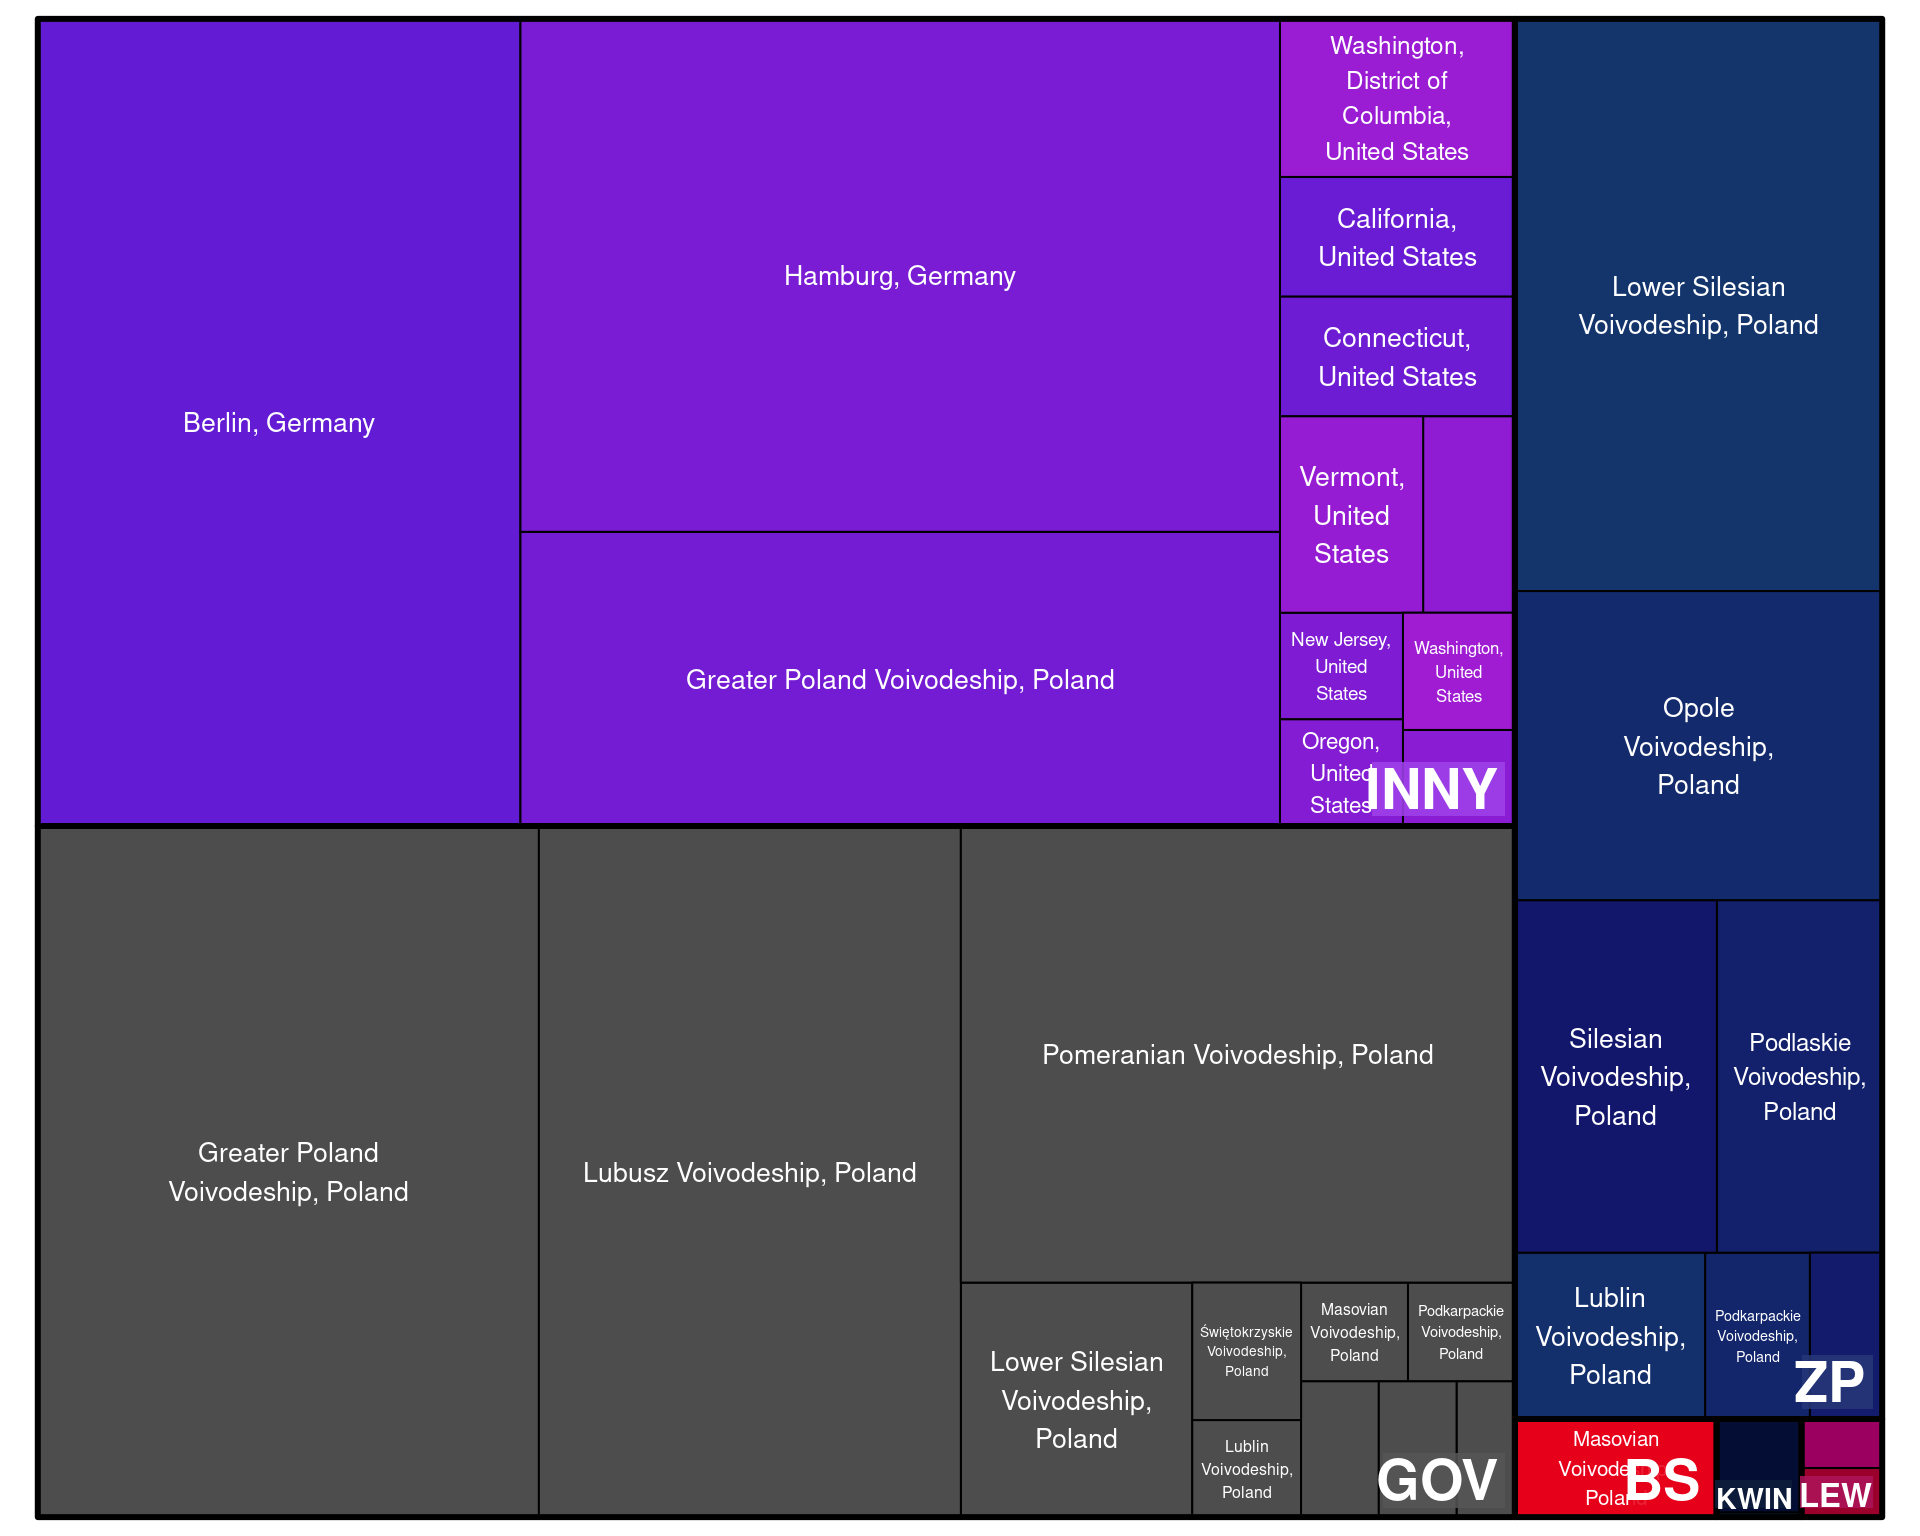 Berlin, Germany
Hamburg, Germany
Greater Poland Voivodeship, Poland
Washington,
District of
Columbia,
United States
California,
United States
Connecticut,
United States
Vermont,
United
States
New Jersey,
United
States
Washington,
United
States
Oregon,
United
States
INNY
Greater Poland
Voivodeship, Poland
Lubusz Voivodeship, Poland
Pomeranian Voivodeship, Poland
Lower Silesian
Voivodeship,
Poland
Świętokrzyskie
Voivodeship,
Poland
Lublin
Voivodeship,
Poland
Masovian
Voivodeship,
Poland
Podkarpackie
Voivodeship,
Poland
GOV
Lower Silesian
Voivodeship, Poland
Opole
Voivodeship,
Poland
Silesian
Voivodeship,
Poland
Podlaskie
Voivodeship,
Poland
Lublin
Voivodeship,
Poland
Podkarpackie
Voivodeship,
Poland
ZP
Masovian
Voivodeship,
Poland
BS
KWIN
LEW